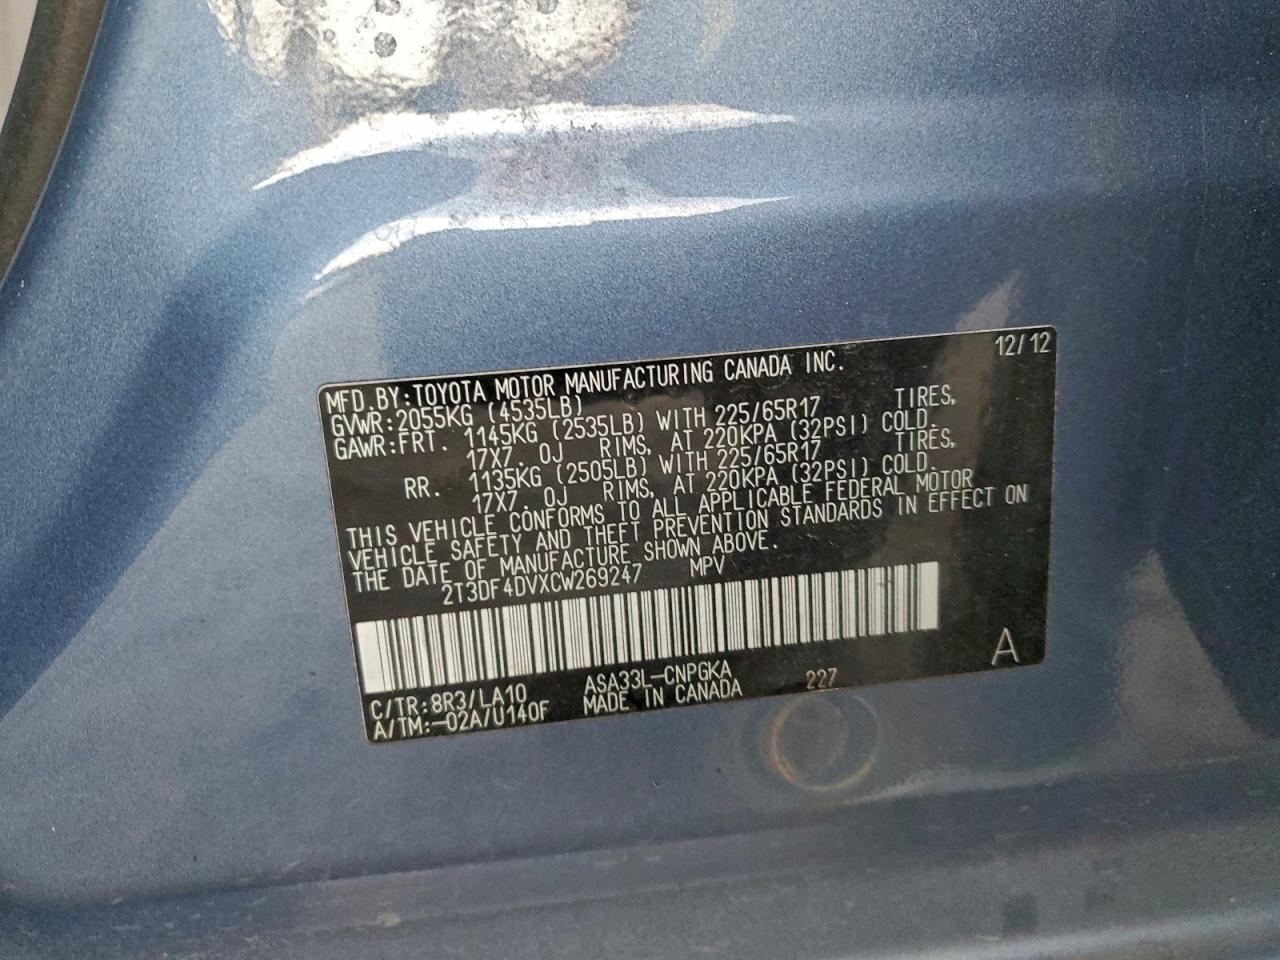 12/12
MFD.BY:TOYOTA MOTOR MANUFACTURING CANADA INC.
GVWR:2055KG (4535LB)
GAWR:FRT. 1145KG (2535LB) WITH 225/65R17 TIRES,
17X7.0J RIMS, AT 220KPA (32PSI) COLD.
RR. 1135KG (2505LB) WITH 225/65R17 TIRES,
17X7.0J RIMS, AT 220KPA (32PSI) COLD.
THIS VEHICLE CONFORMS TO ALL APPLICABLE FEDERAL MOTOR
VEHICLE SAFETY AND THEFT PREVENTION STANDARDS IN EFFECT ON
THE DATE OF MANUFACTURE SHOWN ABOVE.
2T3DF4DVXCW269247 MPV
A
C/TR:8R3/LA10 ASA33L-CNPGKA 227
A/TM:-02A/U140F MADE IN CANADA